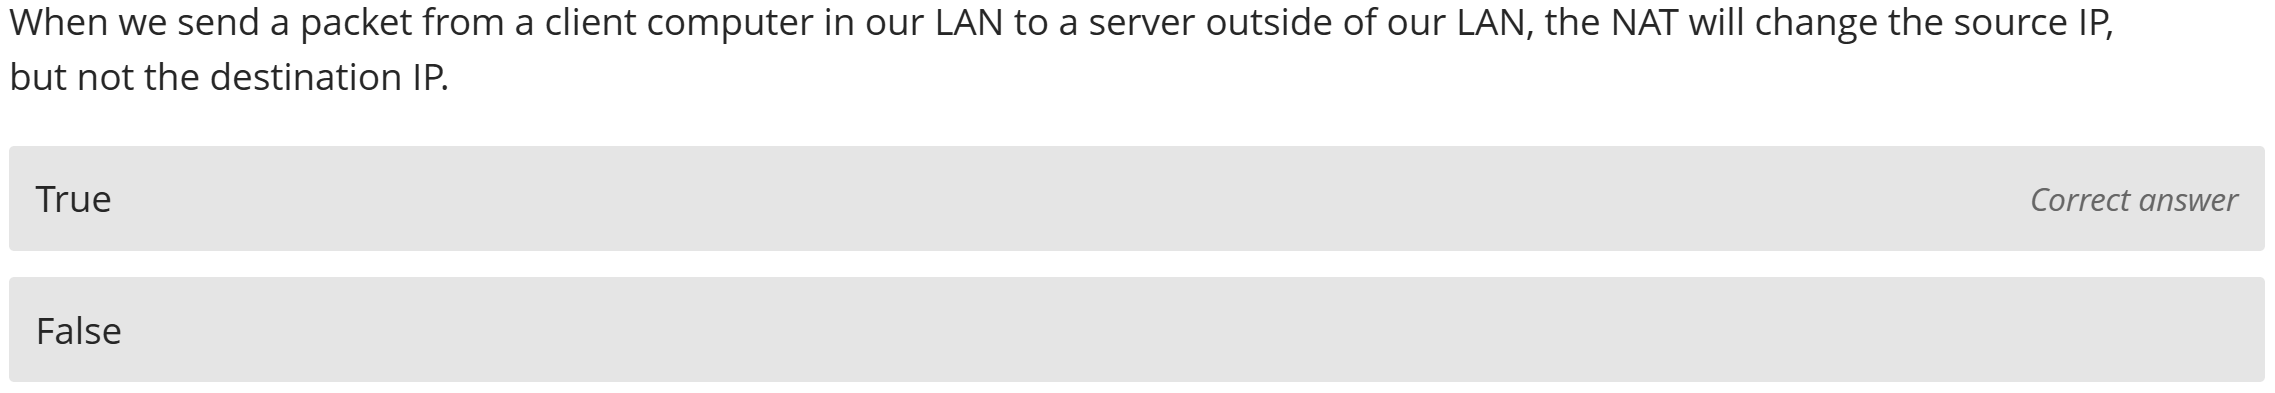 When we send a packet from a client computer in our LAN to a server outside of our LAN, the NAT will change the source IP,
but not the destination IP.
True
Correct answer
False